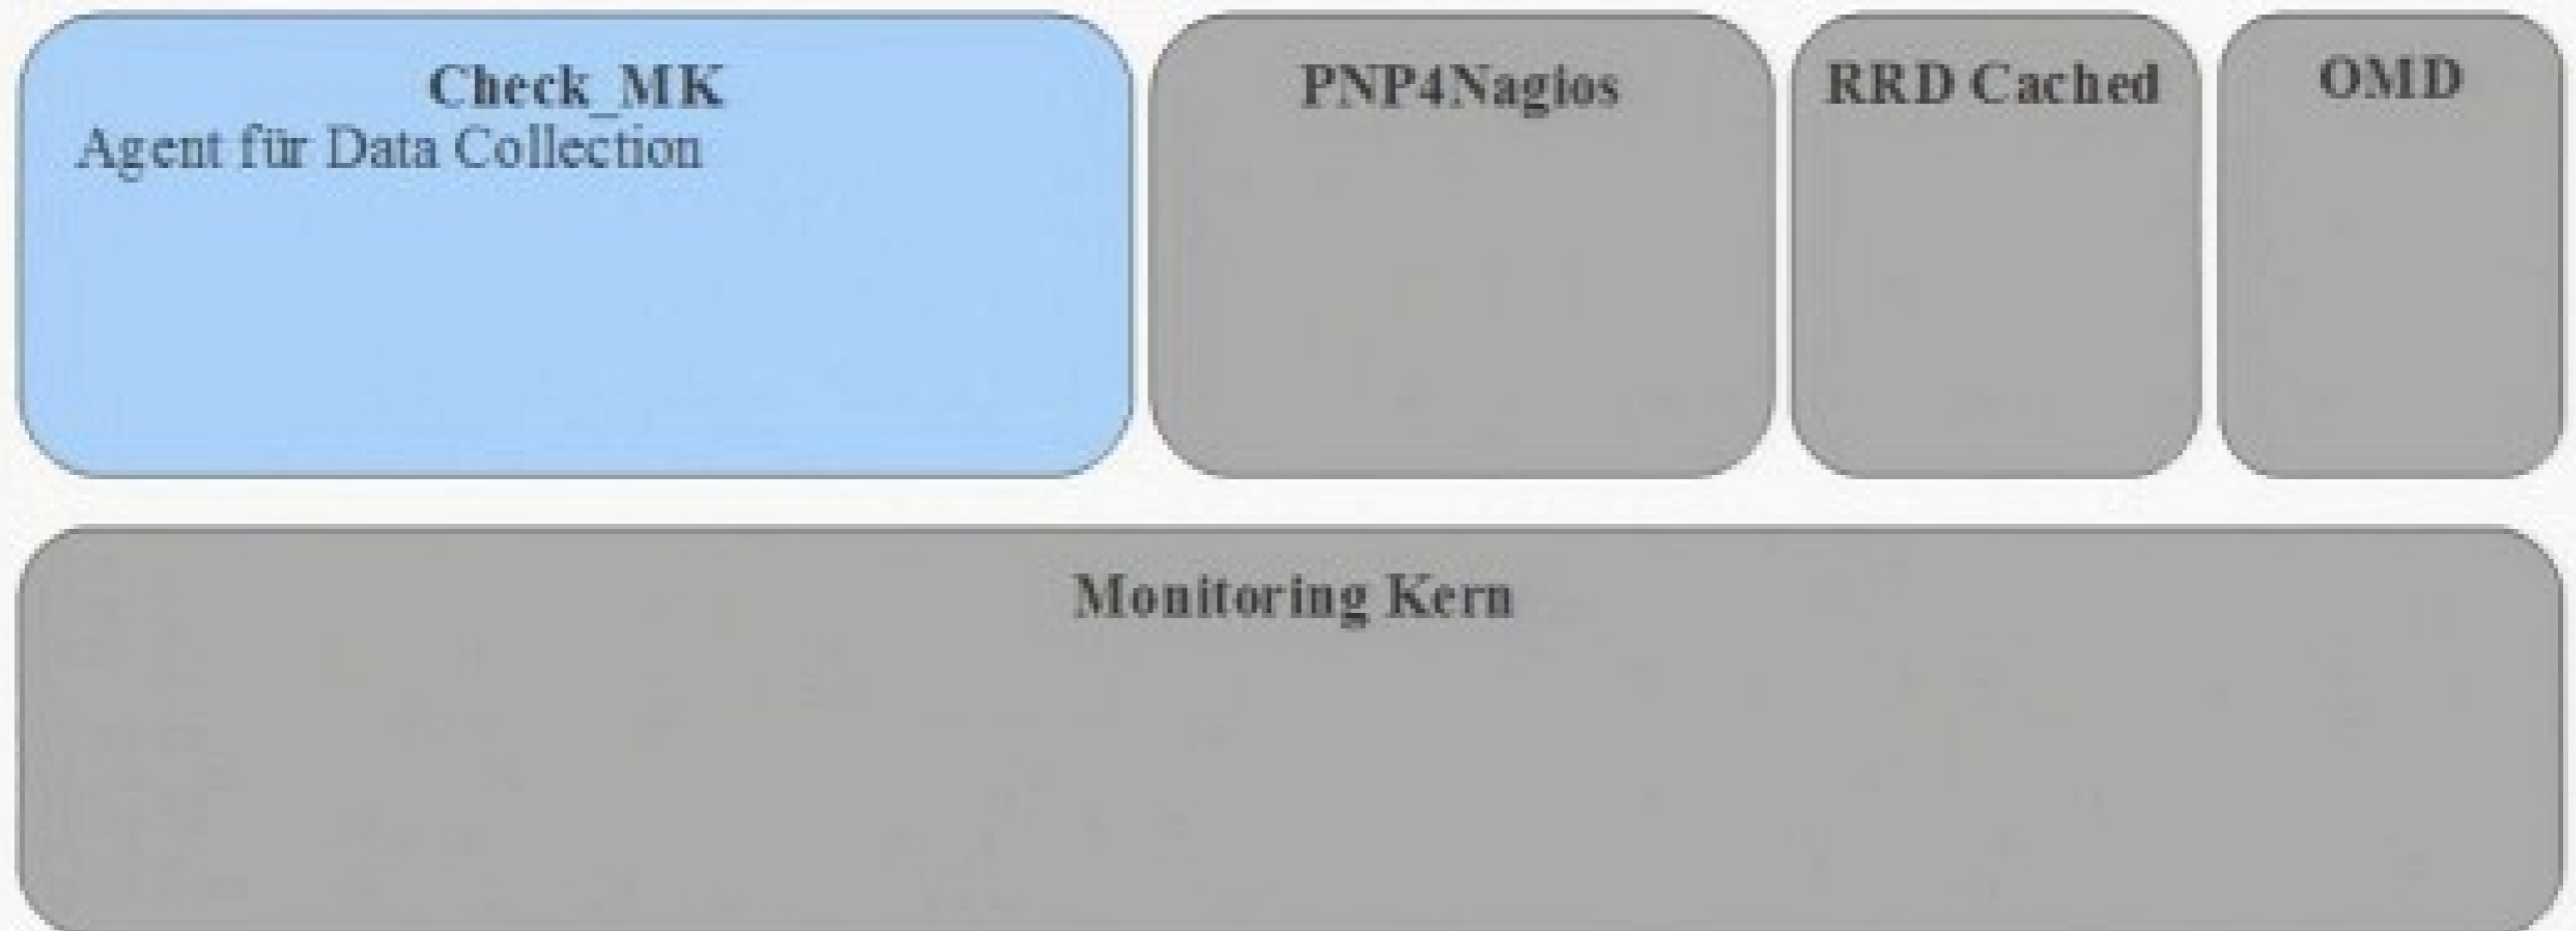 Check_MK
Agent für Data Collection
PNP4Nagios
RRD Cached
OMD
Monitoring Kern